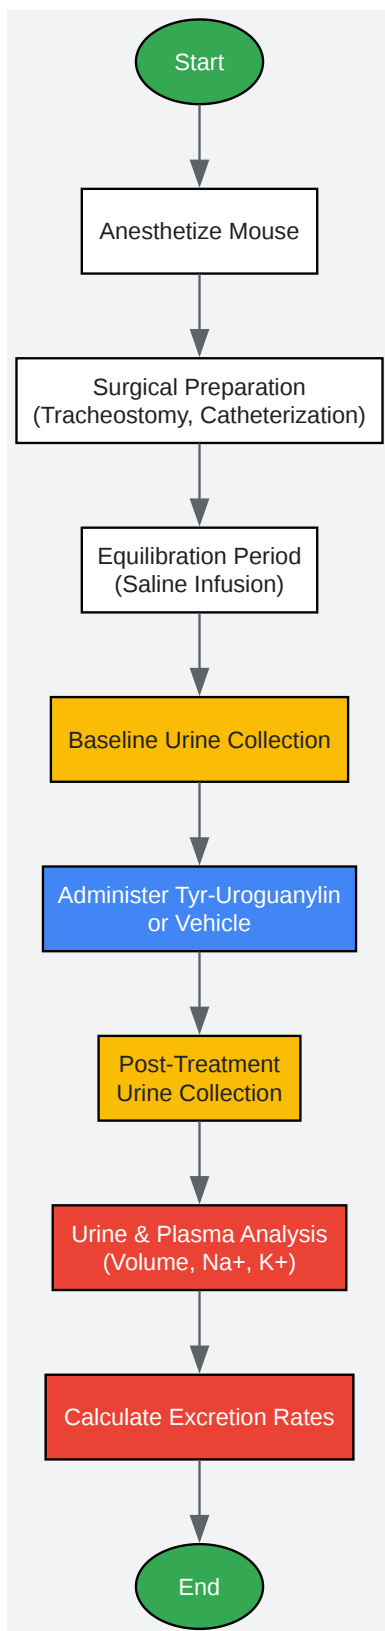 Start
Anesthetize Mouse
Surgical Preparation
(Tracheostomy, Catheterization)
Equilibration Period
(Saline Infusion)
Baseline Urine Collection
Administer Tyr-Uroguanylin
or Vehicle
Post-Treatment
Urine Collection
Urine & Plasma Analysis
(Volume, Na+, K+)
Calculate Excretion Rates
End